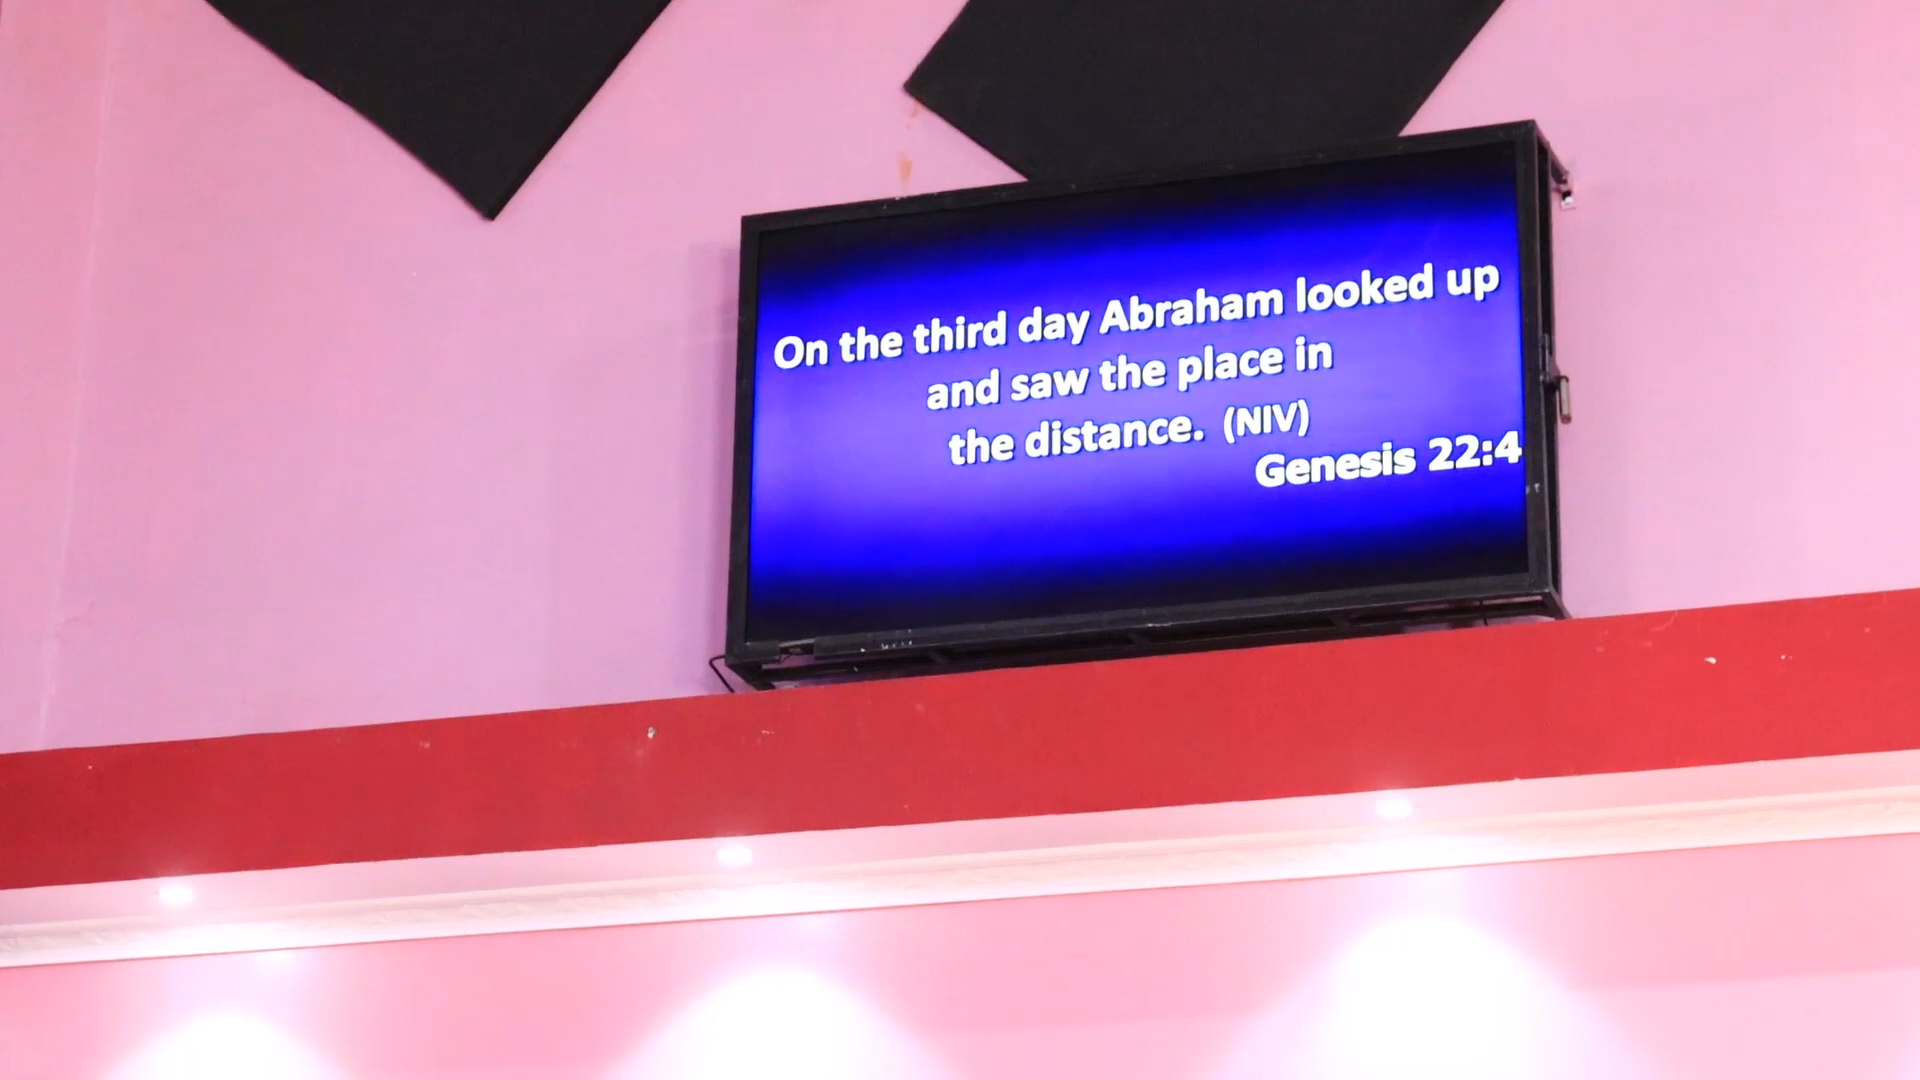 On the third day Abraham looked up
and saw the place in
the distance. (NIV)
Genesis 22:4